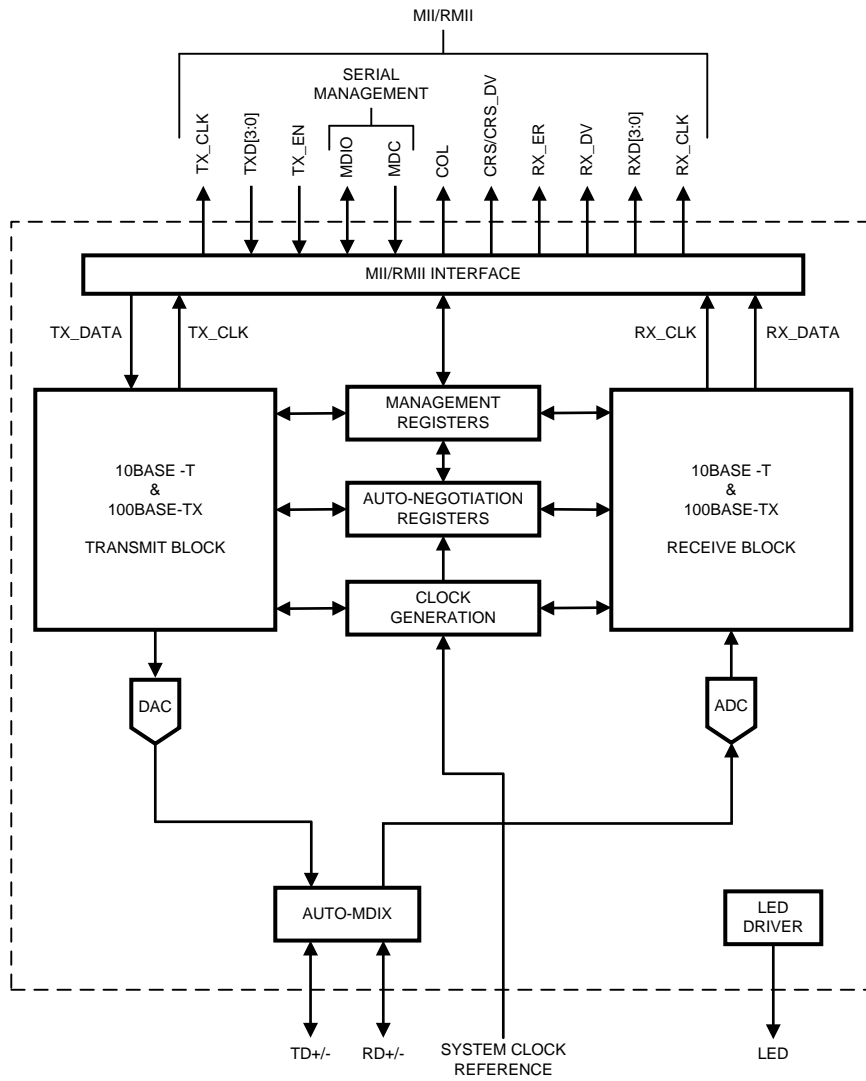 MII/RMII
SERIAL
MANAGEMENT
TX_CLK
TXD[3:0]
TX_EN
MDIO
MDC
COL
CRS/CRS_DV
RX_ER
RX_DV
RXD[3:0]
RX_CLK
MII/RMII INTERFACE
TX_DATA
TX_CLK
RX_CLK
RX_DATA
10BASE -T
&
100BASE-TX
TRANSMIT BLOCK
MANAGEMENT
REGISTERS
AUTO-NEGOTIATION
REGISTERS
CLOCK
GENERATION
10BASE -T
&
100BASE-TX
RECEIVE BLOCK
DAC
ADC
AUTO-MDIX
LED
DRIVER
TD+/-
RD+/-
SYSTEM CLOCK
REFERENCE
LED